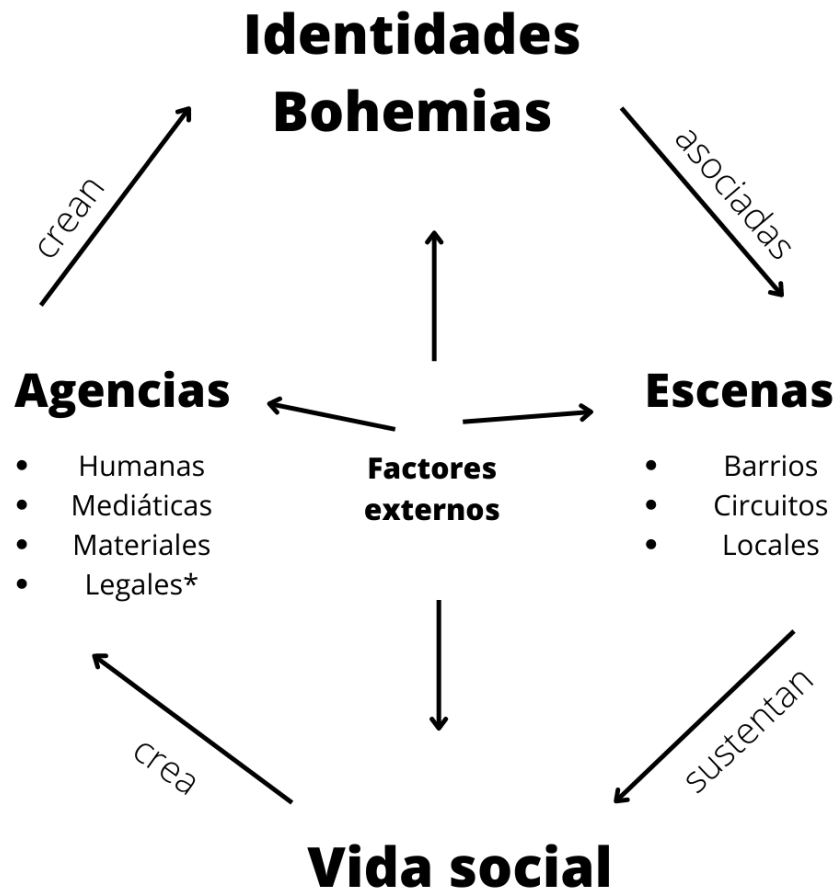 Identidades
Bohemias
crean
asociadas
Agencias
• Humanas
• Mediáticas
• Materiales
• Legales*
Factores
externos
Escenas
• Barrios
• Circuitos
• Locales
crea
sustentan
Vida social